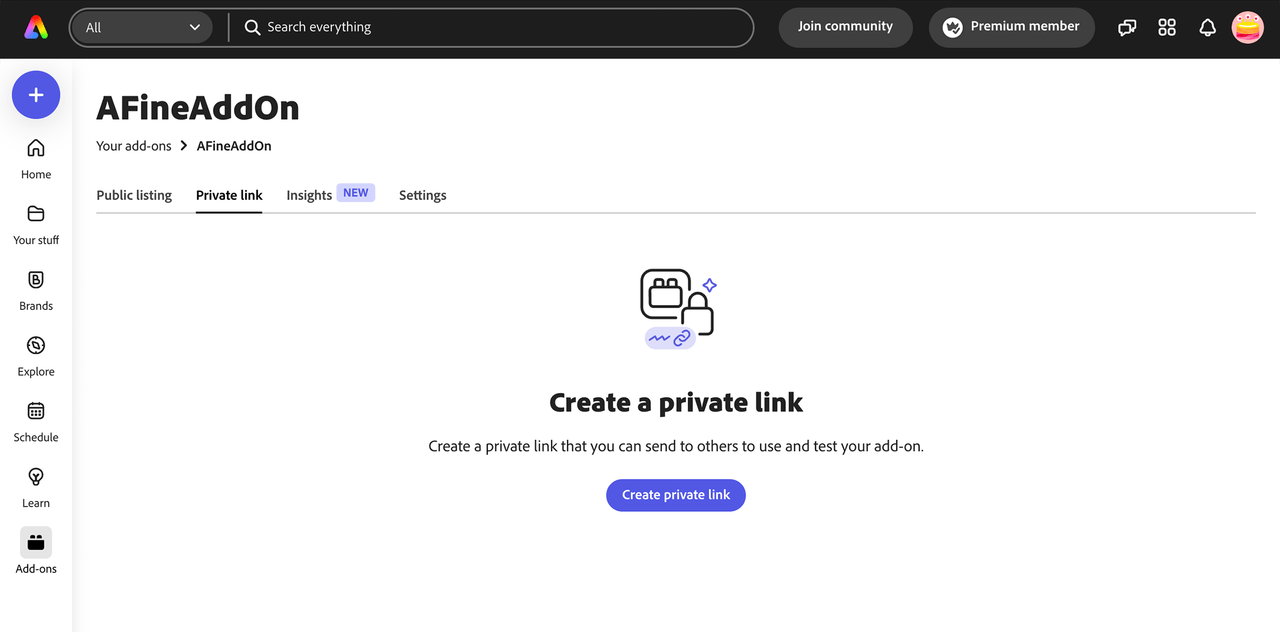 All
Search everything
Join community
Premium member
Home
Your stuff
Brands
Explore
Schedule
Learn
Add-ons
AFineAddOn
Your add-ons > AFineAddOn
Public listing
Private link
Insights NEW
Settings
Create a private link
Create a private link that you can send to others to use and test your add-on.
Create private link